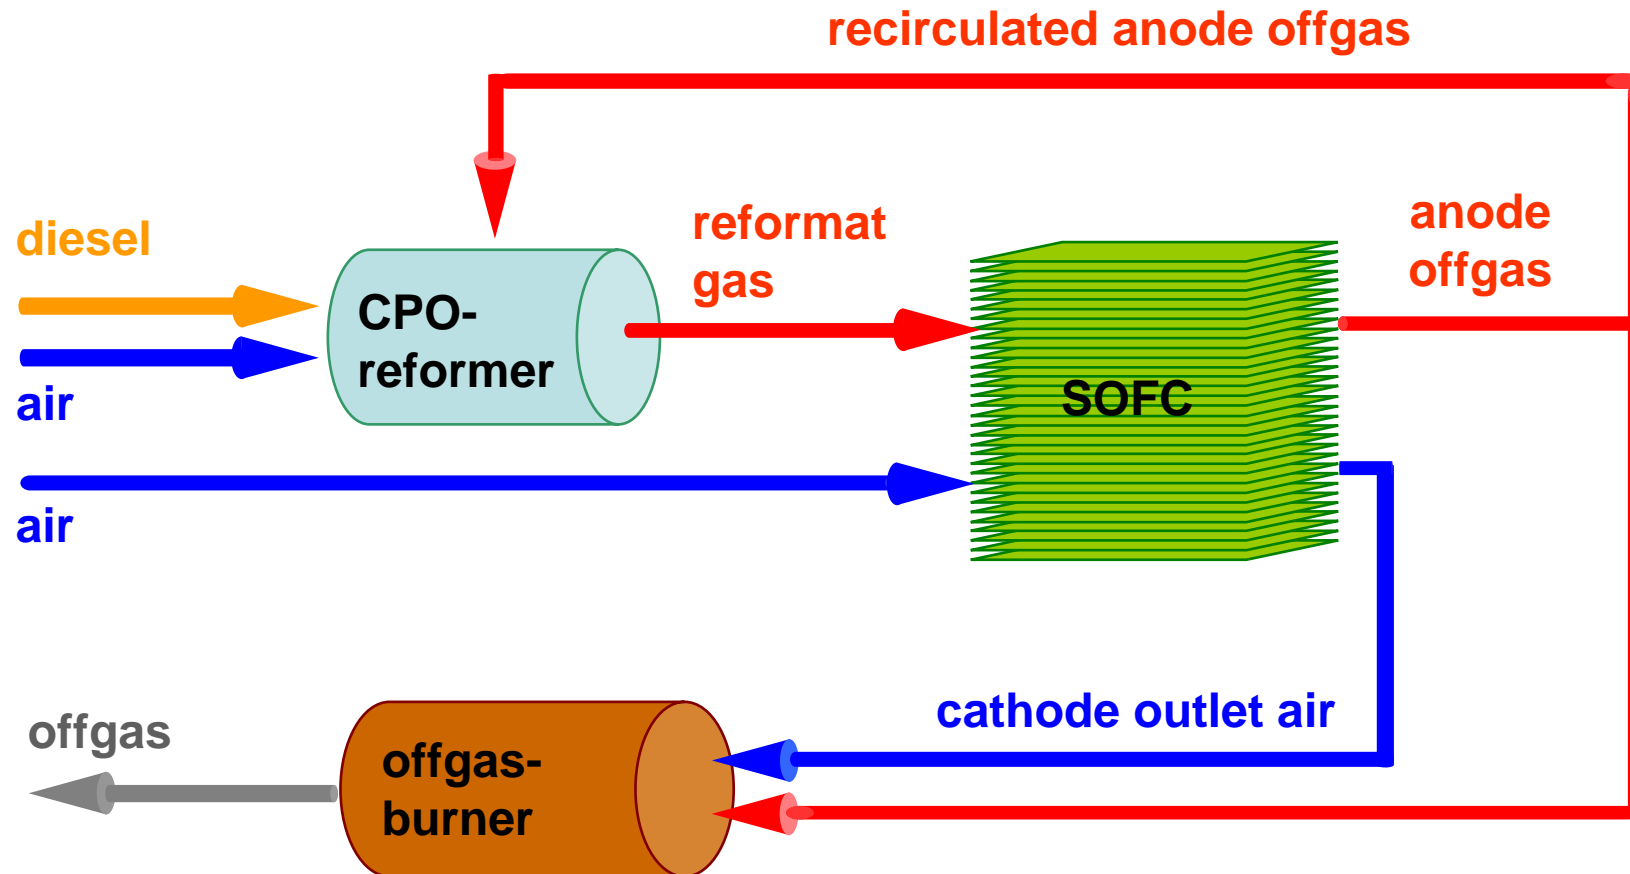 recirculated anode offgas
diesel
air
air
CPO-
reformer
reformat
gas
SOFC
anode
offgas
cathode outlet air
offgas
offgas-
burner